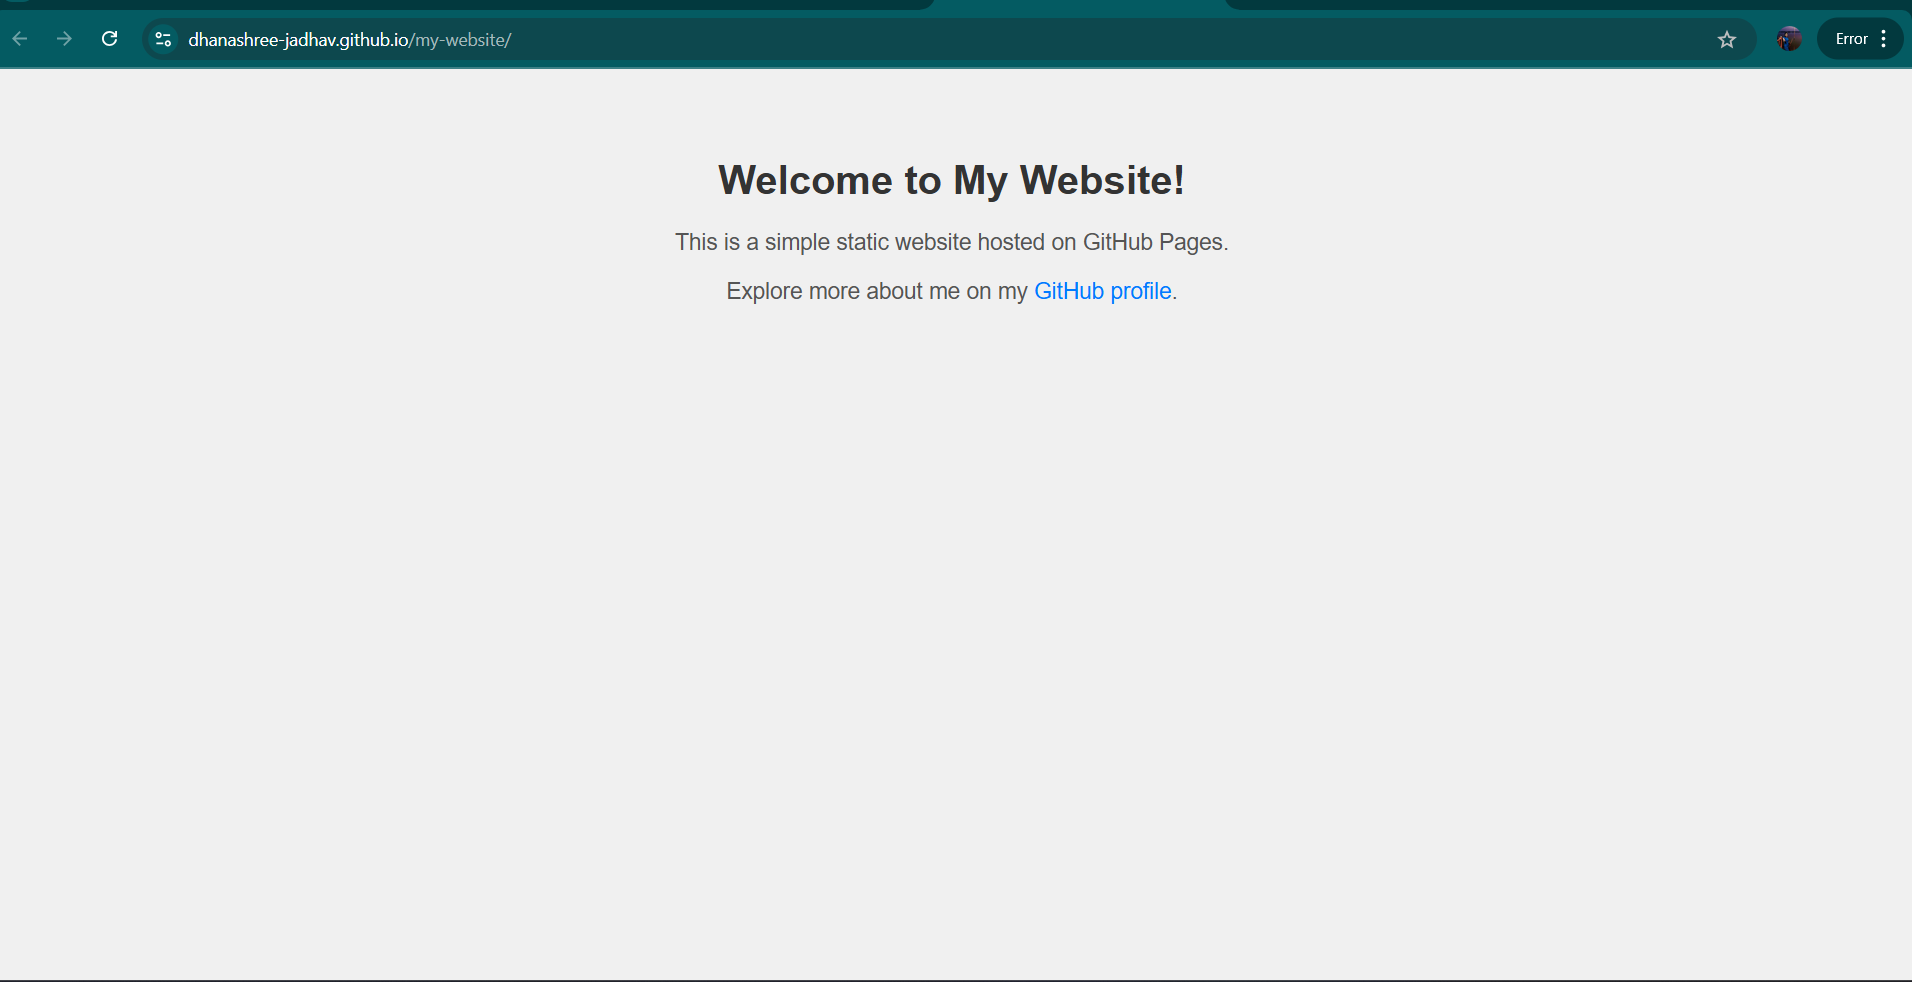 dhanashree-jadhav.github.io/my-website/
Error
Welcome to My Website!
This is a simple static website hosted on GitHub Pages.
Explore more about me on my GitHub profile.